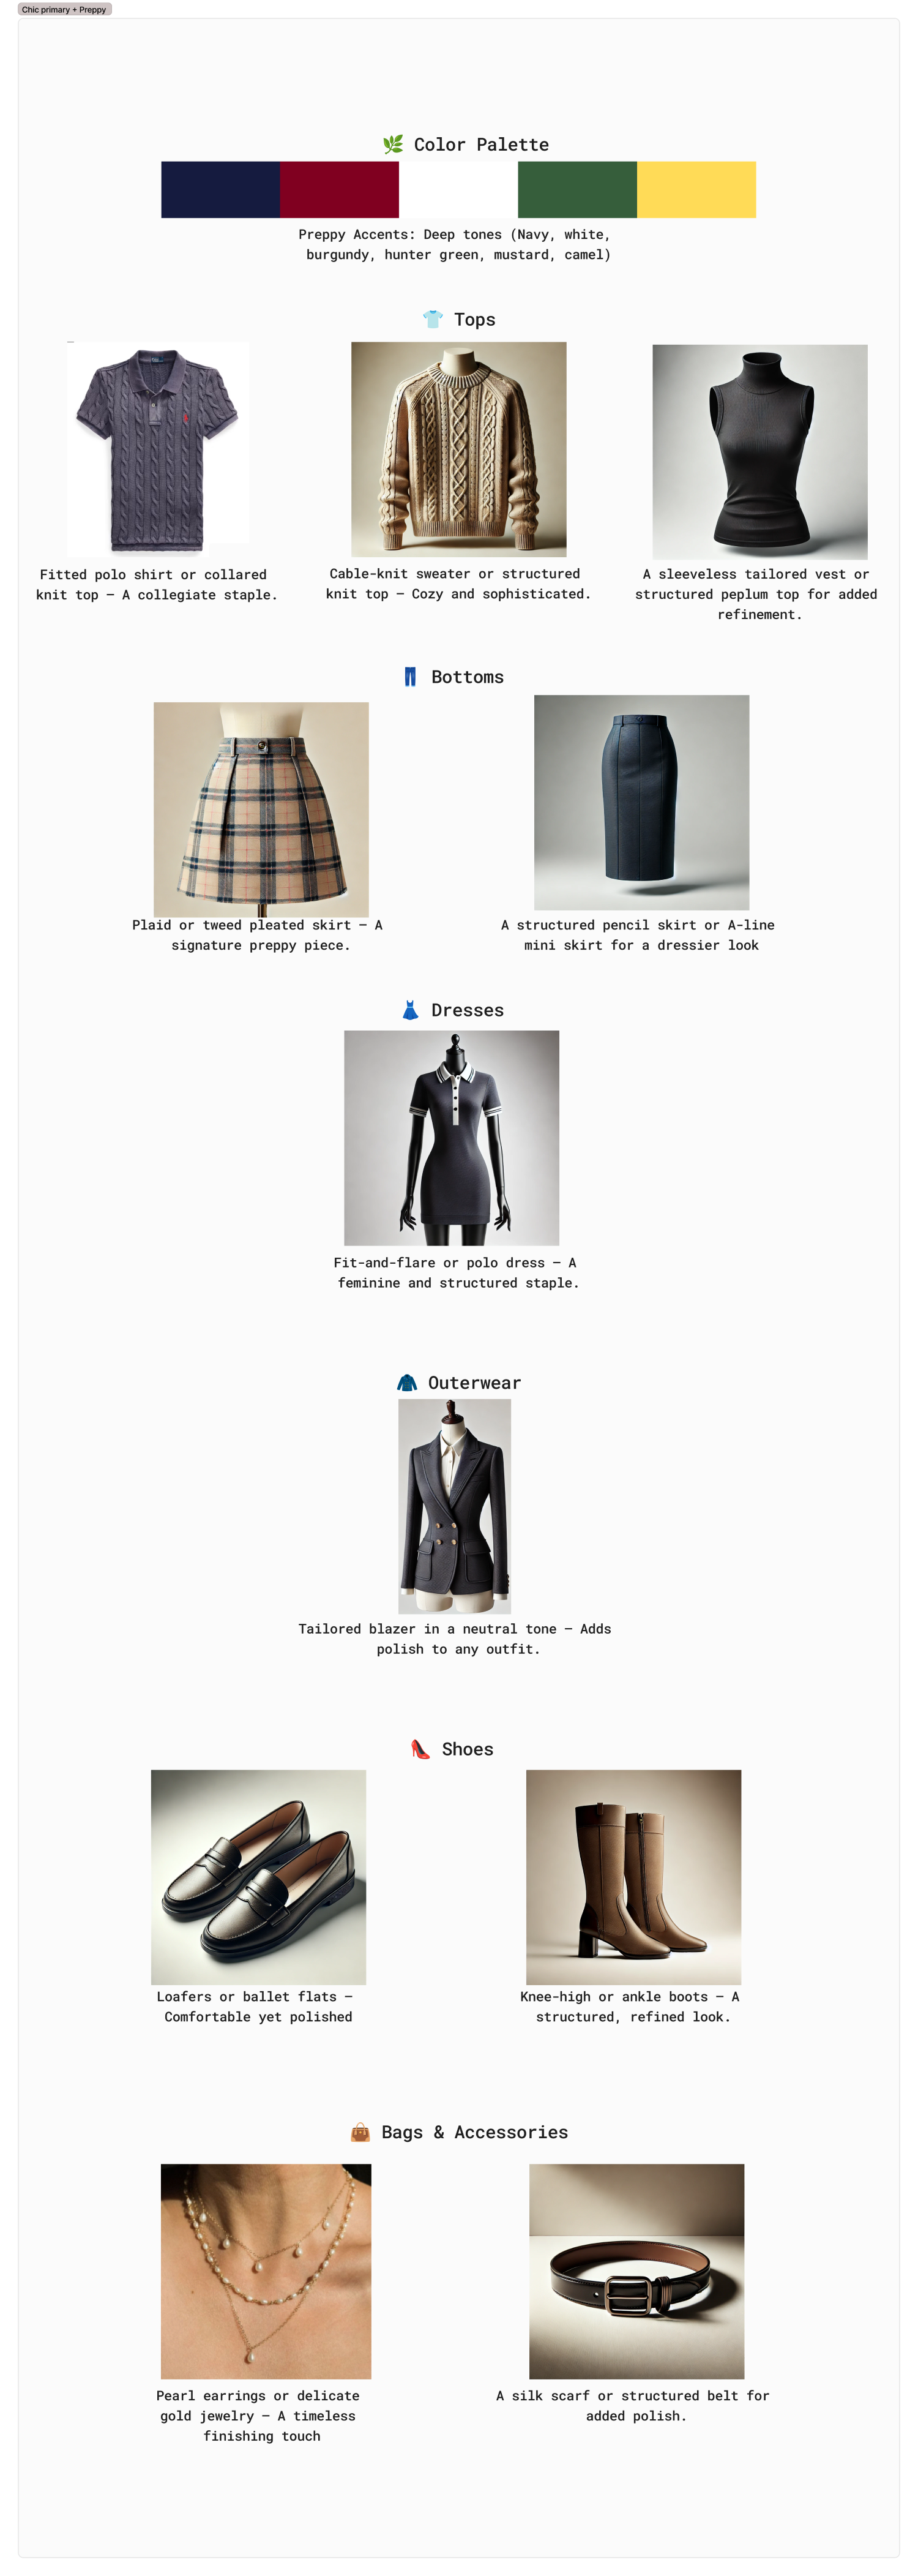 Chic primary + Preppy
🌿 Color Palette
Preppy Accents: Deep tones (Navy, white,
burgundy, hunter green, mustard, camel)
👕 Tops
Fitted polo shirt or collared
knit top – A collegiate staple.
Cable-knit sweater or structured
knit top – Cozy and sophisticated.
A sleeveless tailored vest or
structured peplum top for added
refinement.
👖 Bottoms
Plaid or tweed pleated skirt – A
signature preppy piece.
A structured pencil skirt or A-line
mini skirt for a dressier look
👗 Dresses
Fit-and-flare or polo dress – A
feminine and structured staple.
🧥 Outerwear
Tailored blazer in a neutral tone – Adds
polish to any outfit.
👠 Shoes
Loafers or ballet flats –
Comfortable yet polished
Knee-high or ankle boots – A
structured, refined look.
👜 Bags & Accessories
Pearl earrings or delicate
gold jewelry – A timeless
finishing touch
A silk scarf or structured belt for
added polish.